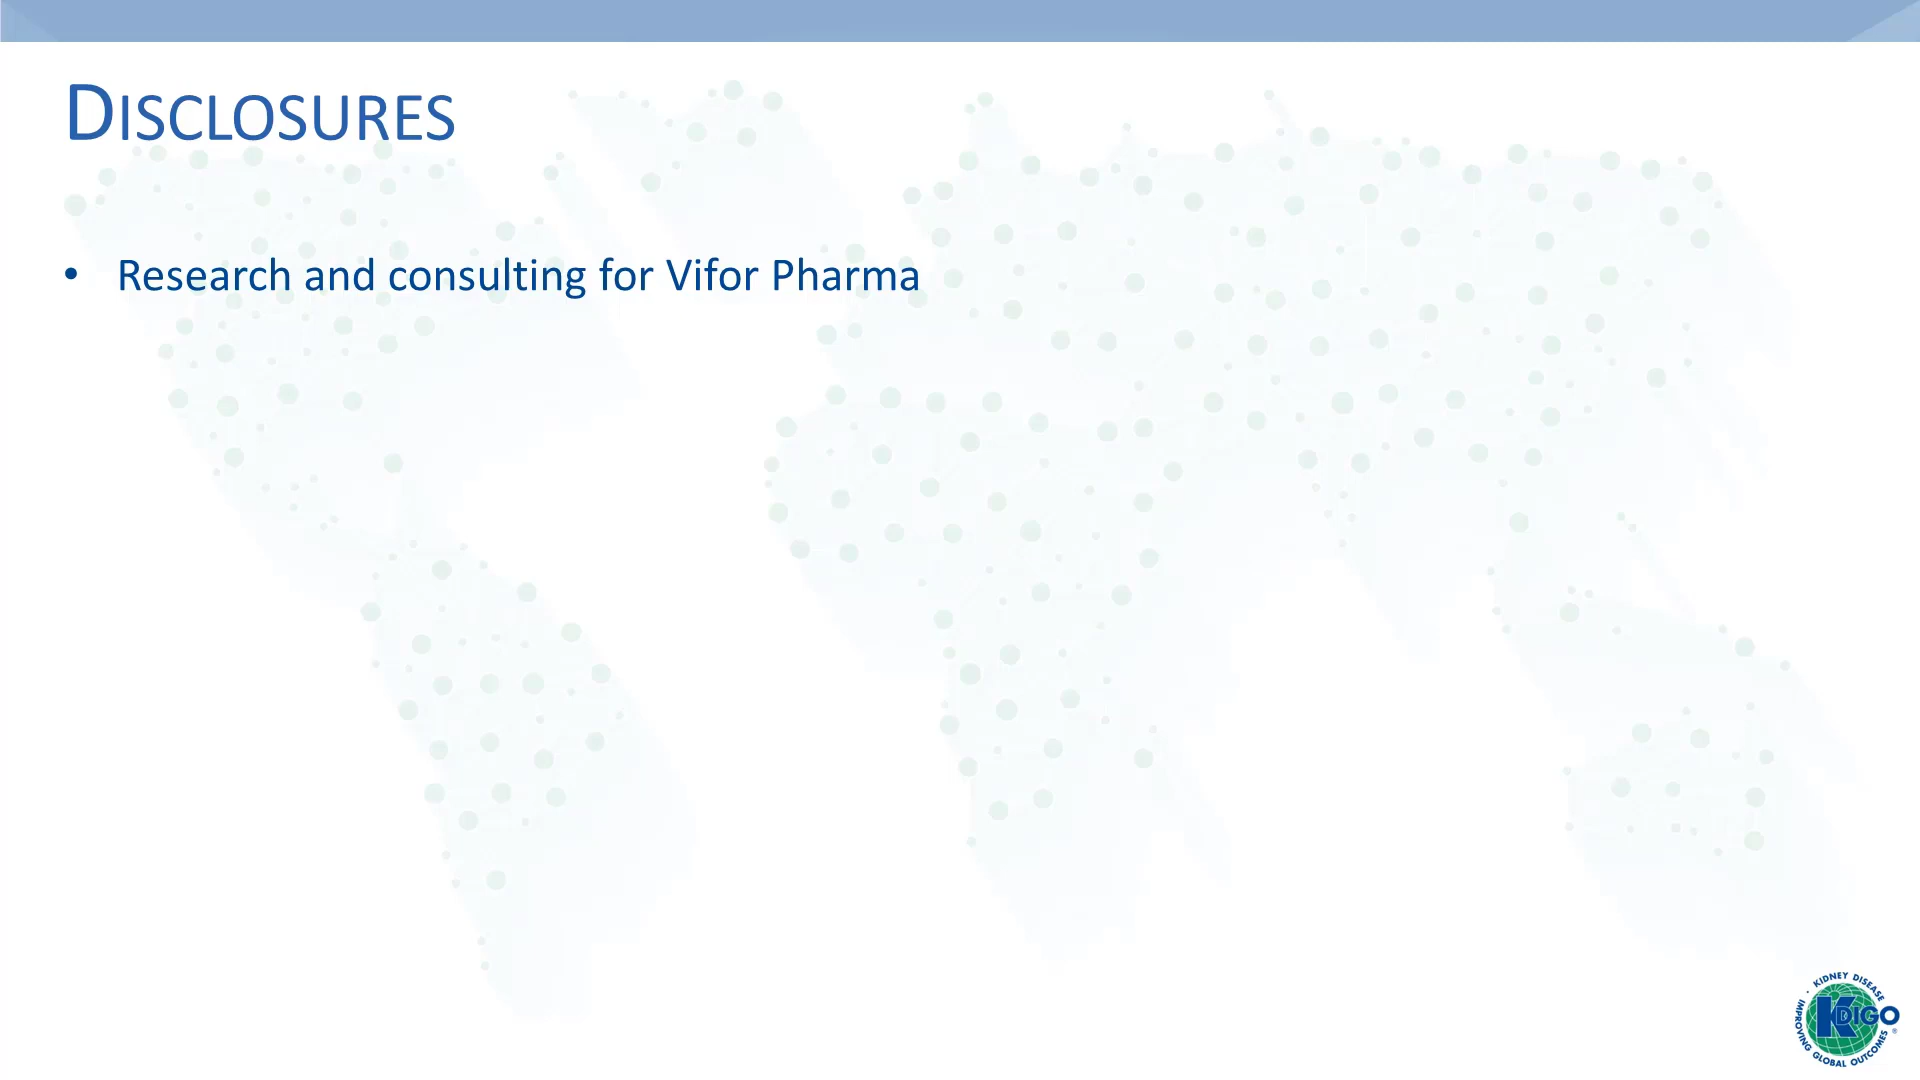 DISCLOSURES
• Research and consulting for Vifor Pharma
KIDNEY DISEASE
KDIGO
®
IMPROVING GLOBAL OUTCOMES